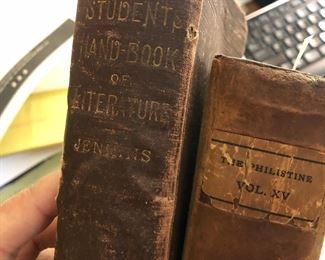 STUDENTS
HAND-BOOK
OF
LITERATURE
JENKINS
THE PHILISTINE
VOL. XV